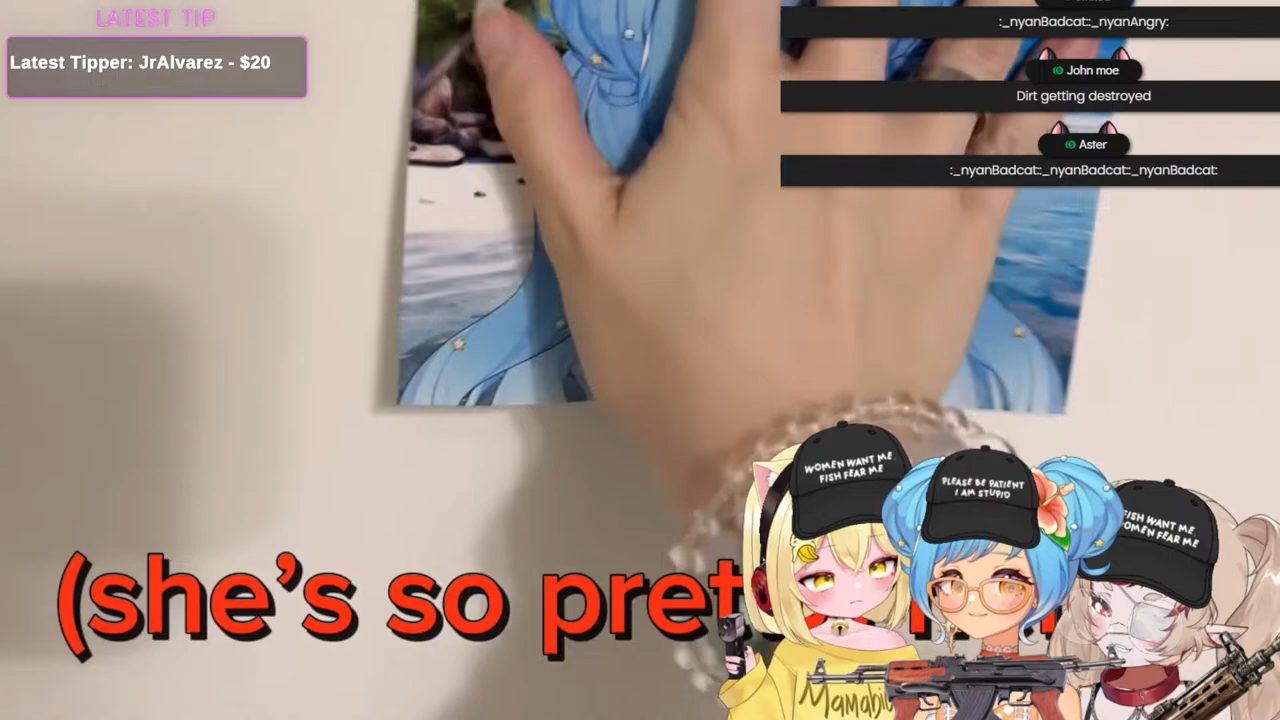 LATEST TIP
Latest Tipper: JrAlvarez - $20
:_nyanBadcat::_nyanAngry:
John moe
Dirt getting destroyed
Aster
:_nyanBadcat::_nyanBadcat::_nyanBadcat:
WOMEN WANT ME
FISH FEAR ME
PLEASE BE PATIENT
I AM STUPID
FISH WANT ME
WOMEN FEAR ME
(she's so pret
Mamabi